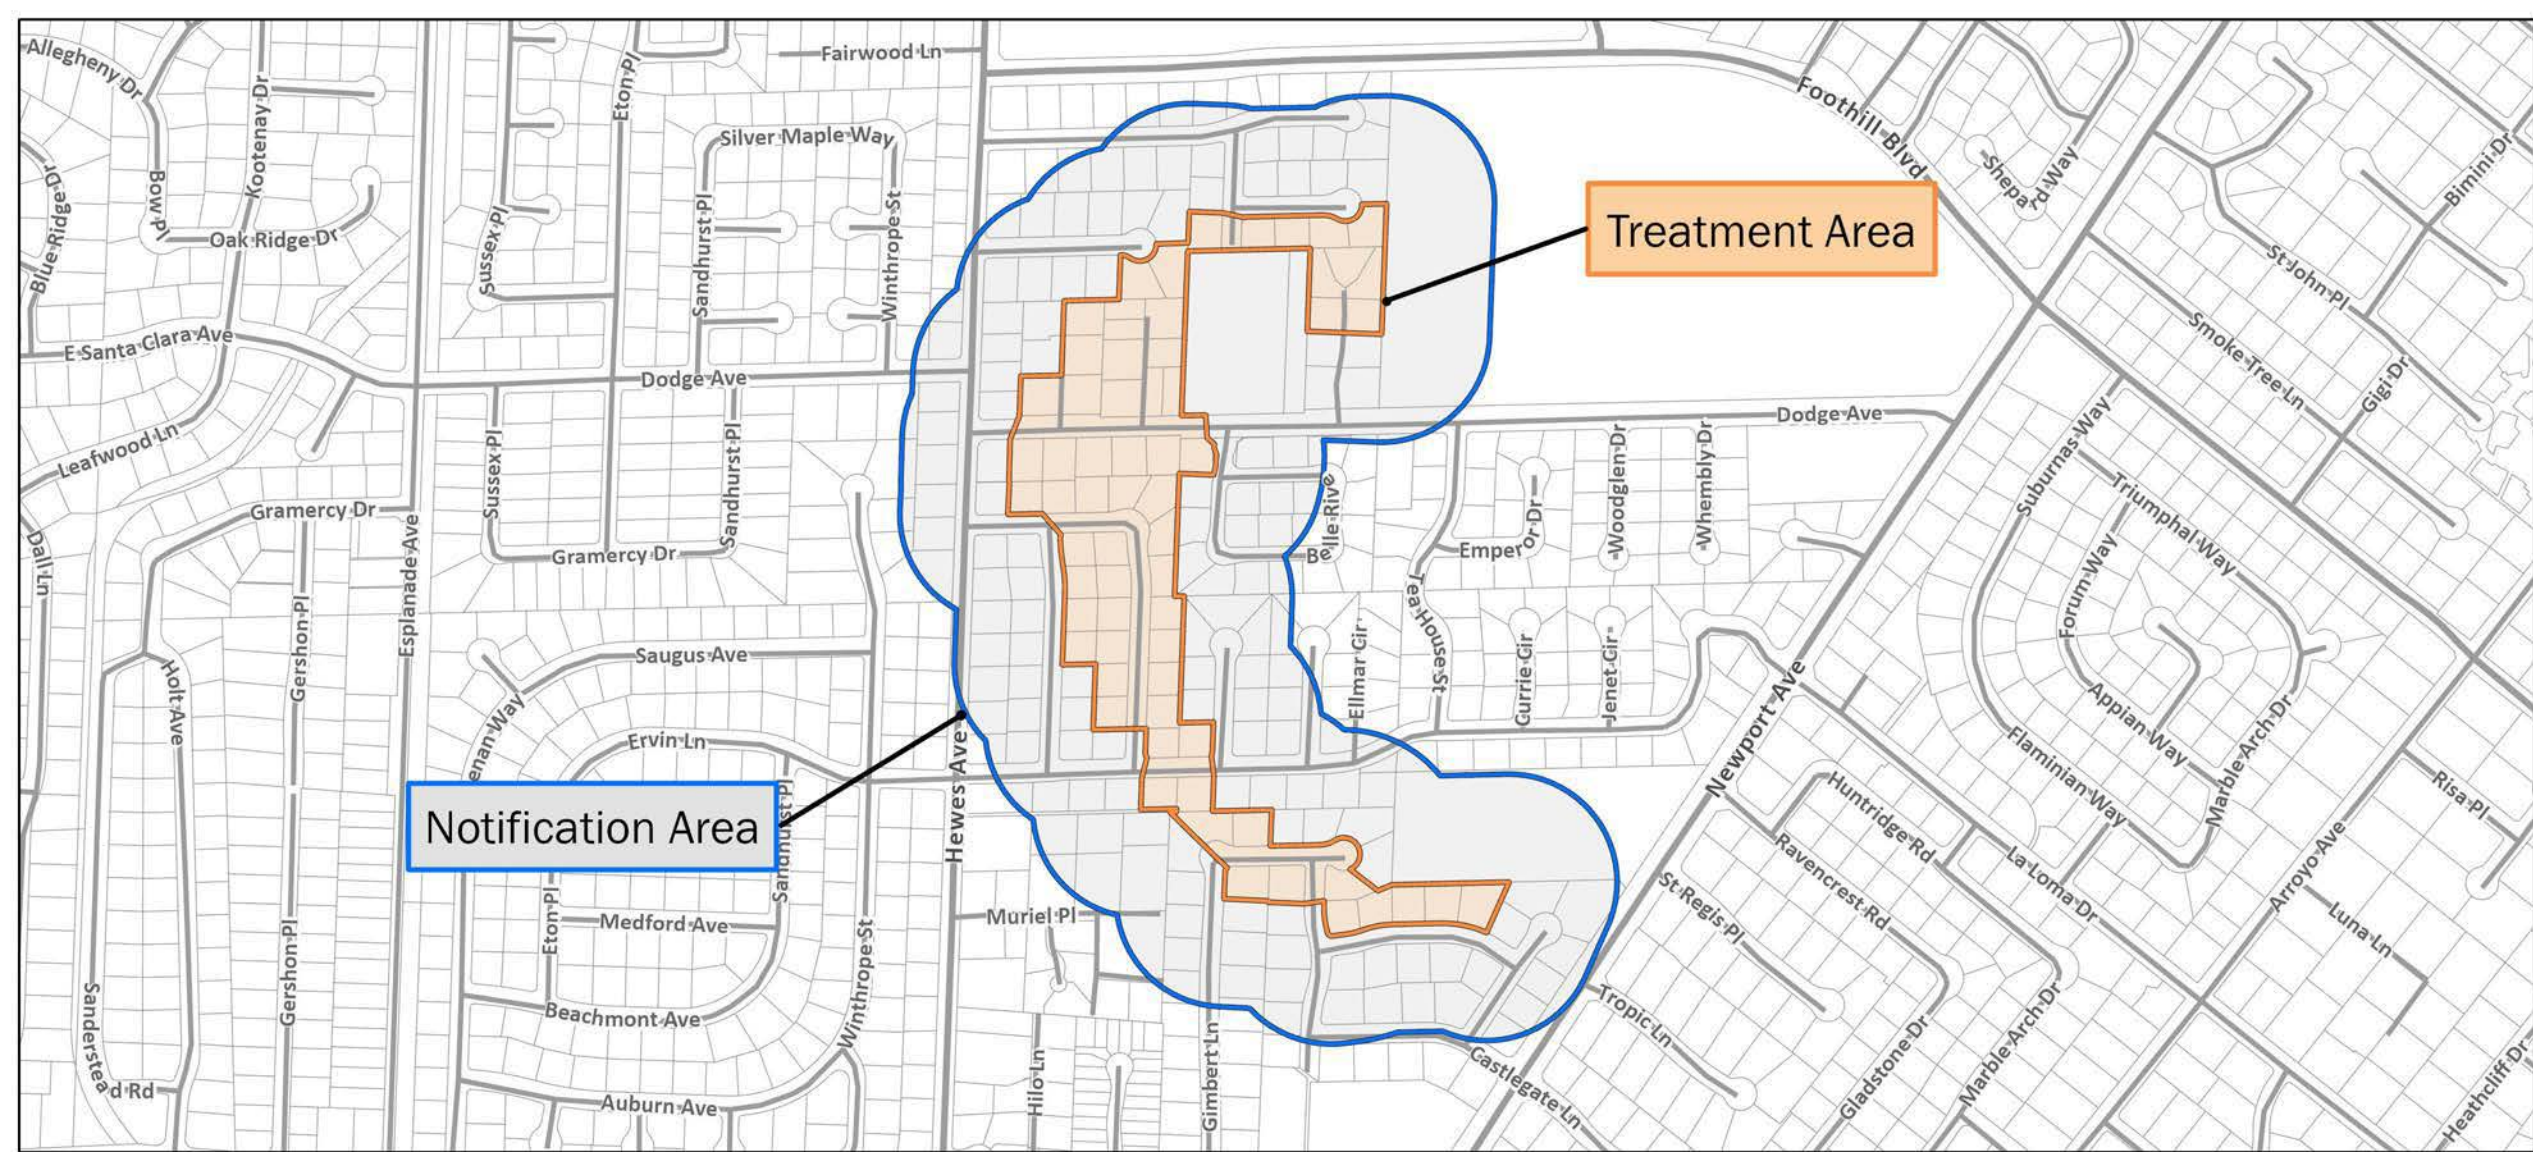 Allegheny Dr
Fairwood Ln
Eton Pl
Kootenay Dr
Silver Maple Way
Foothill Blvd
Shepard Way
Bimini Dr
Blue Ridge Dr
Bow Pl
Oak Ridge Dr
Sussex Pl
Sandhurst Pl
Winthrope St
Treatment Area
St John Pl
Smoke Tree Ln
Gigi Dr
E Santa Clara Ave
Dodge Ave
Dodge Ave
Leafwood Ln
Sussex Pl
Sandhurst Pl
Belle Rive
Woodglen Dr
Whembly Dr
Suburnas Way
Triumphal Way
Gramercy Dr
Gramercy Dr
Emperor Dr
Dall Ln
Esplanade Ave
Gershon Pl
Tea House St
Forum Way
Saugus Ave
Holt Ave
Ellmar Cir
Currie Cir
Jenet Cir
Newport Ave
Appian Way
Marble Arch Dr
Flaminian Way
enan Way
Ervin Ln
Hewes Ave
Notification Area
Sandhurst Pl
Huntridge Rd
Ravencrest Rd
La Loma Dr
Arroyo Ave
Risa Pl
St Regis Pl
Luna Ln
Eton Pl
Medford Ave
Muriel Pl
Gershon Pl
Winthrope St
Sanderstead Rd
Beachmont Ave
Tropic Ln
Gladstone Dr
Marble Arch Dr
Hilo Ln
Gimbert Ln
Castlegate Ln
Auburn Ave
Heathcliff Dr